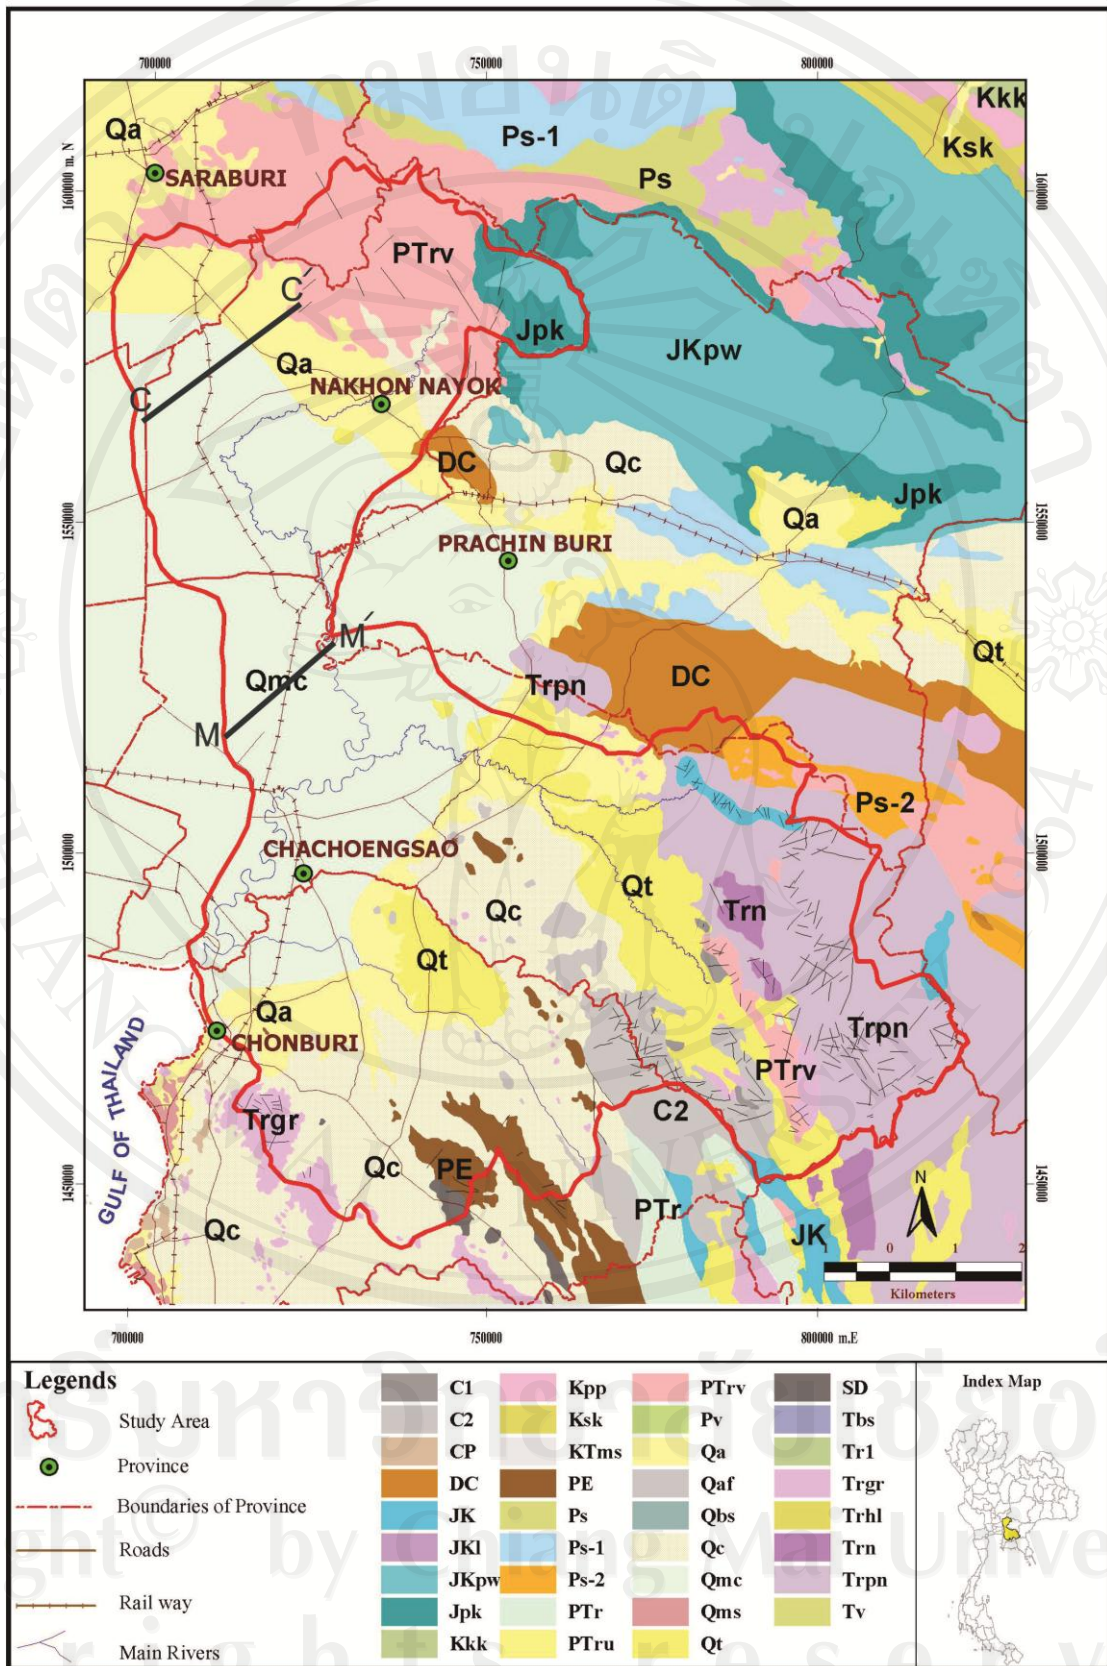 700000
750000
800000
1600000 m. N
1550000
1500000
1450000
1600000
1550000
1500000
1450000
Qa
SARABURI
Ps-1
Ps
Kkk
Ksk
PTrv
C´
Jpk
JKpw
Qa
C
NAKHON NAYOK
DC
Qc
Jpk
Qa
PRACHIN BURI
M´
Qmc
Trpn
DC
Qt
M
Ps-2
CHACHOENGSAO
Qc
Qt
Trn
Qt
Qa
CHONBURI
Trpn
GULF OF THAILAND
PTrv
Trgr
C2
Qc
PE
N
Qc
PTr
JK
1 0 1 2
Kilometers
700000
750000
800000 m.E
Legends
Study Area
Province
Boundaries of Province
Roads
Rail way
Main Rivers
C1
C2
CP
DC
JK
JKl
JKpw
Jpk
Kkk
Kpp
Ksk
KTms
PE
Ps
Ps-1
Ps-2
PTr
PTru
PTrv
Pv
Qa
Qaf
Qbs
Qc
Qmc
Qms
Qt
SD
Tbs
Tr1
Trgr
Trhl
Trn
Trpn
Tv
Index Map
by Chiang Mai Unive